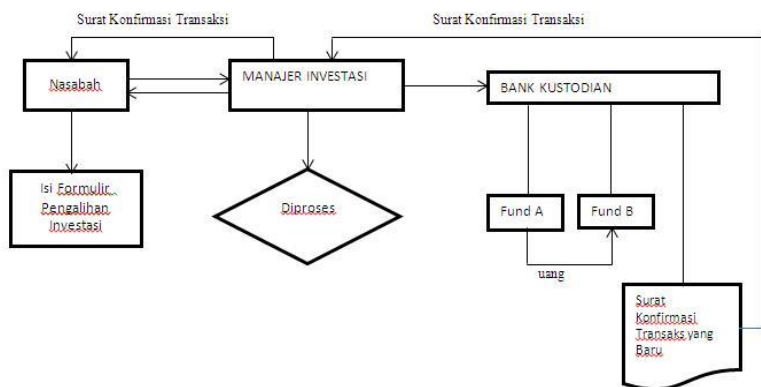 Surat Konfirmasi Transaksi
Surat Konfirmasi Transaksi
Nasabah
MANAJER INVESTASI
BANK KUSTODIAN
Isi Formulir
Pengalihan
Investasi
Diproses
Fund A
Fund B
uang
Surat
Konfirmasi
Transaks yang
Baru